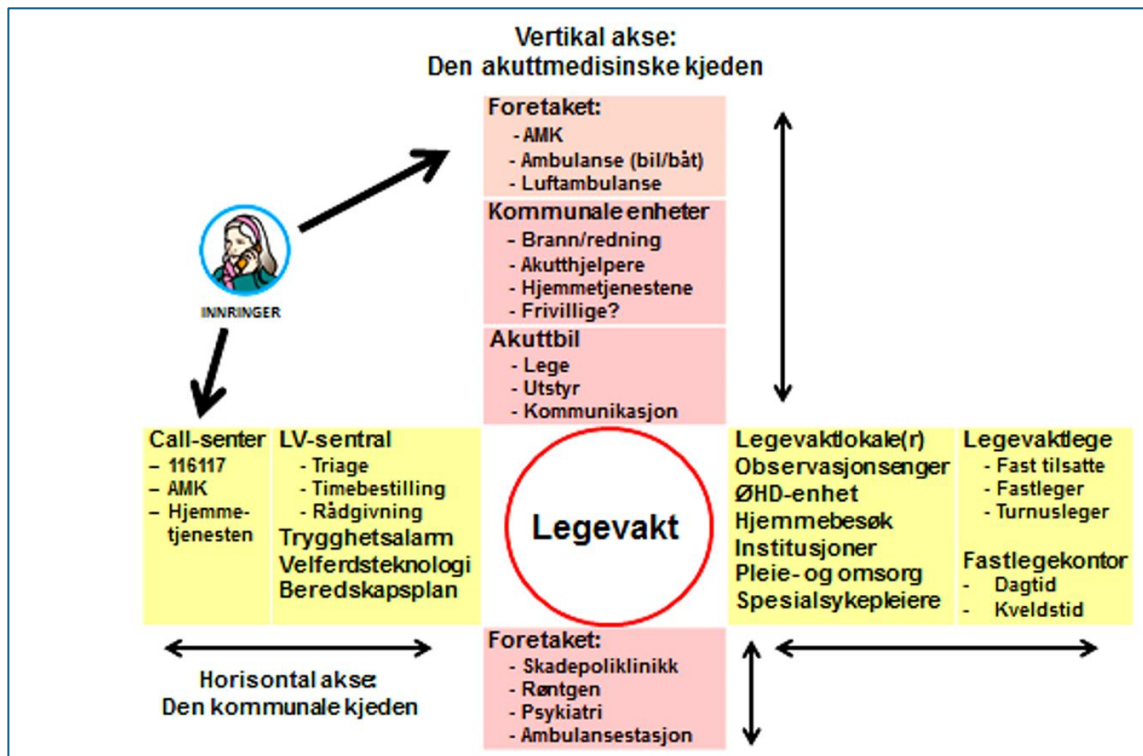 Vertikal akse:
Den akuttmedisinske kjeden
Foretaket:
- AMK
- Ambulanse (bil/båt)
- Luftambulanse
Kommunale enheter
- Brann/redning
- Akutthjelpere
- Hjemmetjenestene
- Frivillige?
INNRINGER
Akuttbil
- Lege
- Utstyr
- Kommunikasjon
Call-senter
– 116117
– AMK
– Hjemme-
tjenesten
LV-sentral
- Triage
- Timebestilling
- Rådgivning
Trygghetsalarm
Velferdsteknologi
Beredskapsplan
Legevakt
Legevaktlokale(r)
Observasjonsenger
ØHD-enhet
Hjemmebesøk
Institusjoner
Pleie- og omsorg
Spesialsykepleiere
Legevaktlege
- Fast tilsatte
- Fastleger
- Turnusleger
Fastlegekontor
- Dagtid
- Kveldstid
Horisontal akse:
Den kommunale kjeden
Foretaket:
- Skadepoliklinikk
- Røntgen
- Psykiatri
- Ambulansestasjon